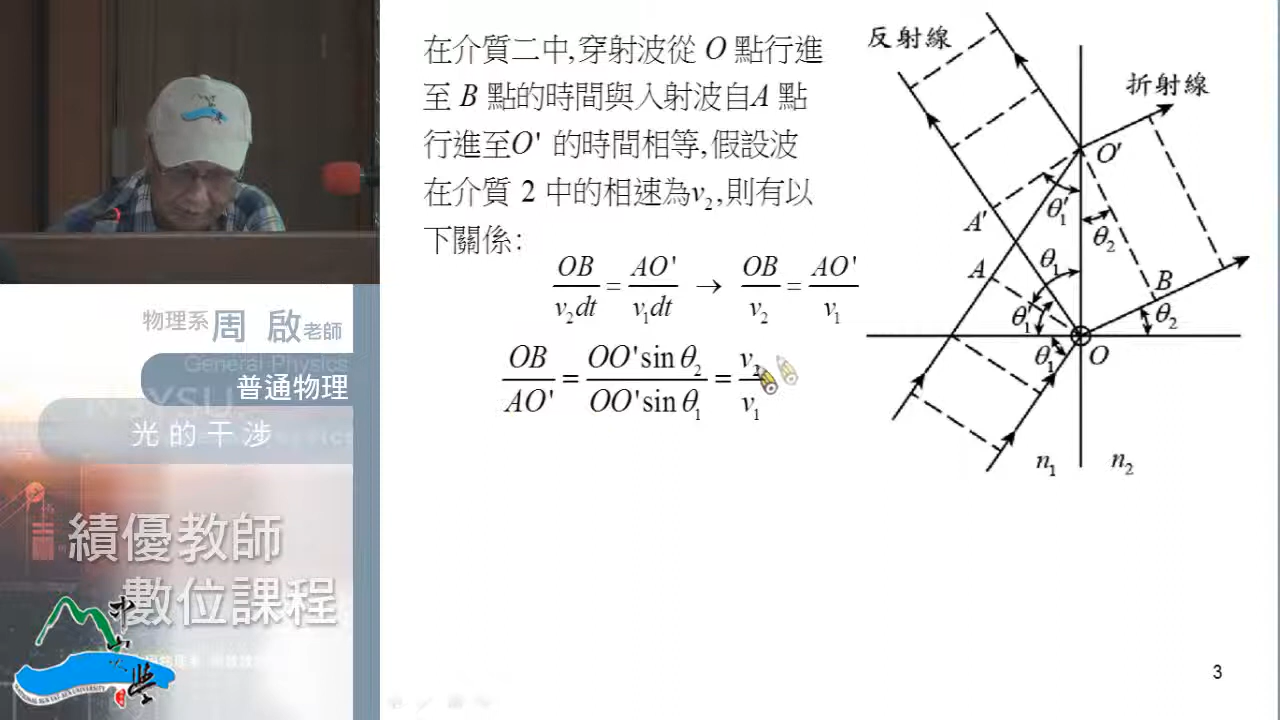 在介質二中,穿射波從 O 點行進
至 B 點的時間與入射波自A 點
行進至O' 的時間相等,假設波
在介質 2 中的相速為v₂,則有以
下關係:
OB/v₂dt = AO'/v₁dt → OB/v₂ = AO'/v₁
OB/AO' = OO'sin θ₂/OO'sin θ₁ = v₂/v₁
反射線
折射線
O'
θ₁'
A'
θ₂
A
θ₁
B
θ₁'
θ₂
θ₁
O
n₁
n₂
3
物理系周 啟老師
General Physics
普通物理
光的干涉
績優教師
數位課程